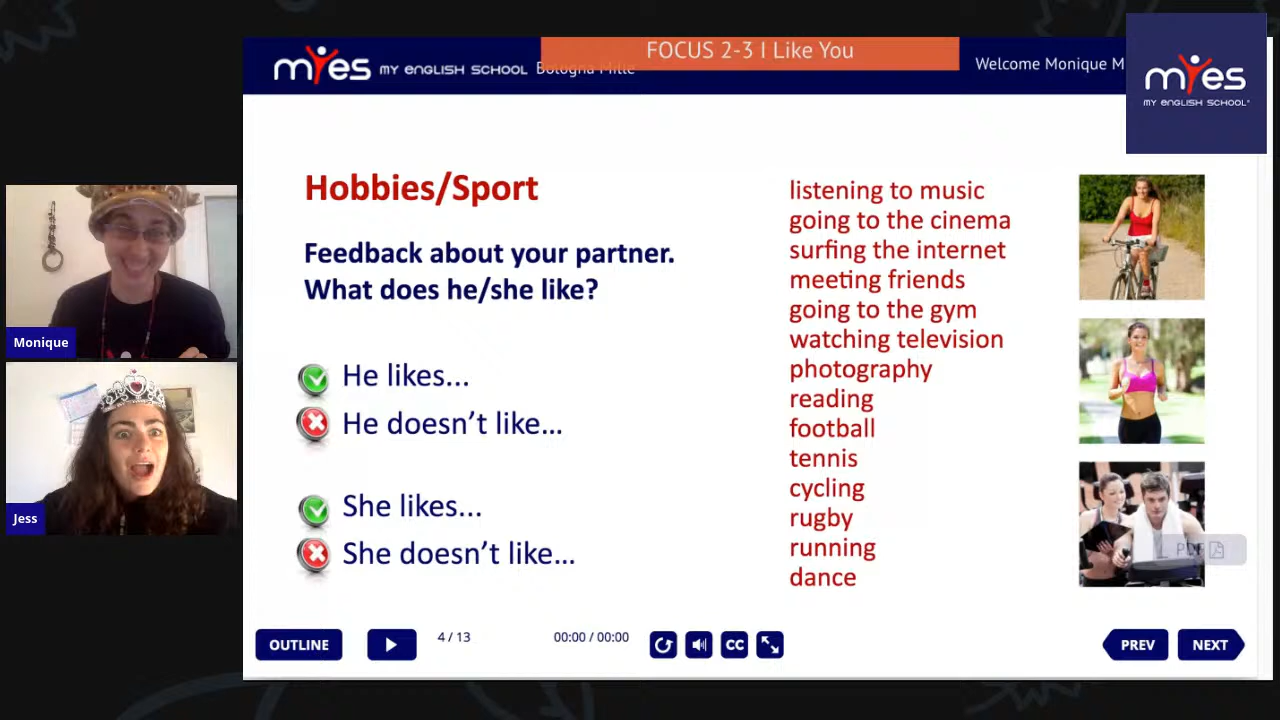 FOCUS 2-3 I Like You
myes MY ENGLISH SCHOOL Bologna Mille
Welcome Monique M
myes
MY ENGLISH SCHOOL
Hobbies/Sport
Feedback about your partner.
What does he/she like?
He likes...
He doesn’t like...
She likes...
She doesn’t like...
listening to music
going to the cinema
surfing the internet
meeting friends
going to the gym
watching television
photography
reading
football
tennis
cycling
rugby
running
dance
PDF
Monique
Jess
OUTLINE
4 / 13
00:00 / 00:00
CC
PREV
NEXT